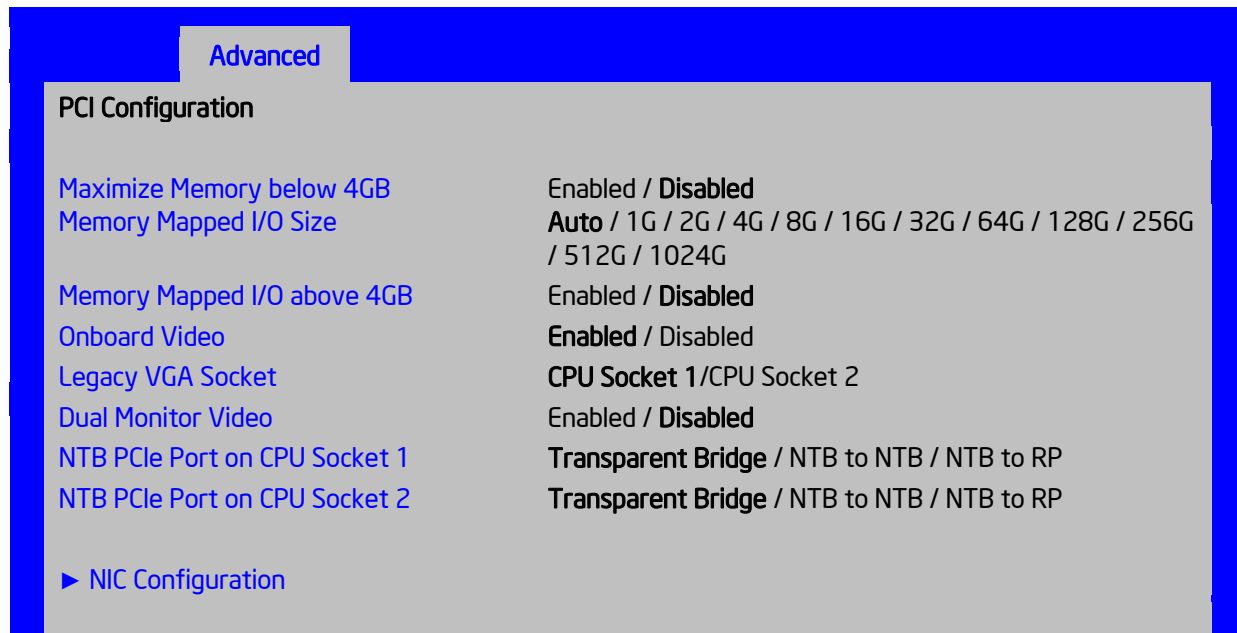 Advanced
PCI Configuration
Maximize Memory below 4GB Enabled / Disabled
Memory Mapped I/O Size Auto / 1G / 2G / 4G / 8G / 16G / 32G / 64G / 128G / 256G
/ 512G / 1024G
Memory Mapped I/O above 4GB Enabled / Disabled
Onboard Video Enabled / Disabled
Legacy VGA Socket CPU Socket 1/CPU Socket 2
Dual Monitor Video Enabled / Disabled
NTB PCIe Port on CPU Socket 1 Transparent Bridge / NTB to NTB / NTB to RP
NTB PCIe Port on CPU Socket 2 Transparent Bridge / NTB to NTB / NTB to RP
► NIC Configuration